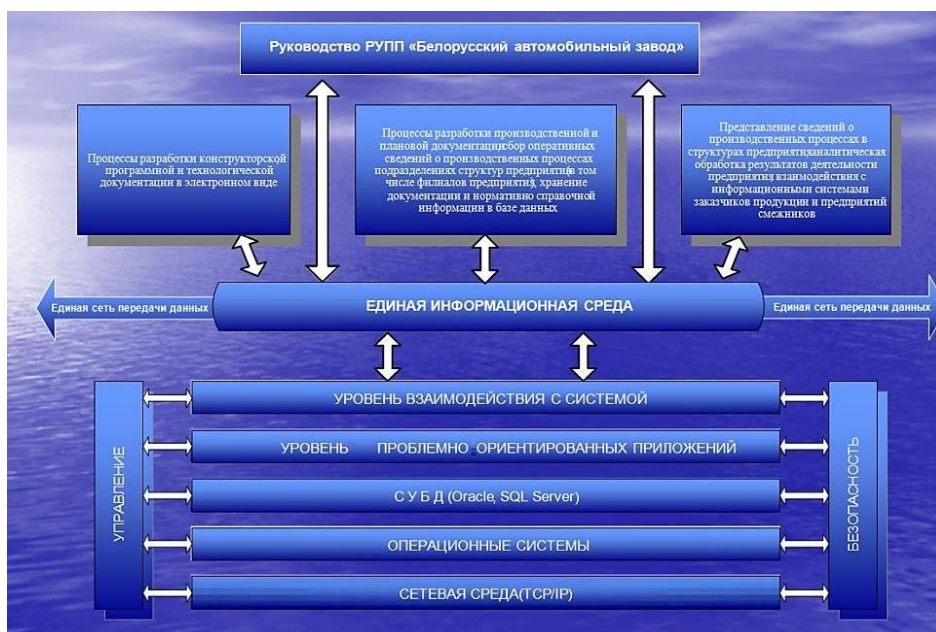 Руководство РУПП «Белорусский автомобильный завод»
Процессы разработки конструкторской,
программной и технологической
документации в электронном виде
Процессы разработки производственной и
плановой документации,сбор оперативных
сведений о производственных процессах
подразделениях структур предприятия(в том
числе филиалов предприятия), хранение
документации и нормативно справочной
информации в базе данных
Представление сведений о
производственных процессах в
структурах предприятия,аналитическая
обработка результатов деятельности
предприятия,взаимодействия с
информационными системами
заказчиков продукции и предприятий
смежников
Единая сеть передачи данных
ЕДИНАЯ ИНФОРМАЦИОННАЯ СРЕДА
Единая сеть передачи данных
УПРАВЛЕНИЕ
УРОВЕНЬ ВЗАИМОДЕЙСТВИЯ С СИСТЕМОЙ
УРОВЕНЬ ПРОБЛЕМНО-ОРИЕНТИРОВАННЫХ ПРИЛОЖЕНИЙ
С У Б Д (Oracle, SQL Server)
ОПЕРАЦИОННЫЕ СИСТЕМЫ
СЕТЕВАЯ СРЕДА(TCP/IP)
БЕЗОПАСНОСТЬ